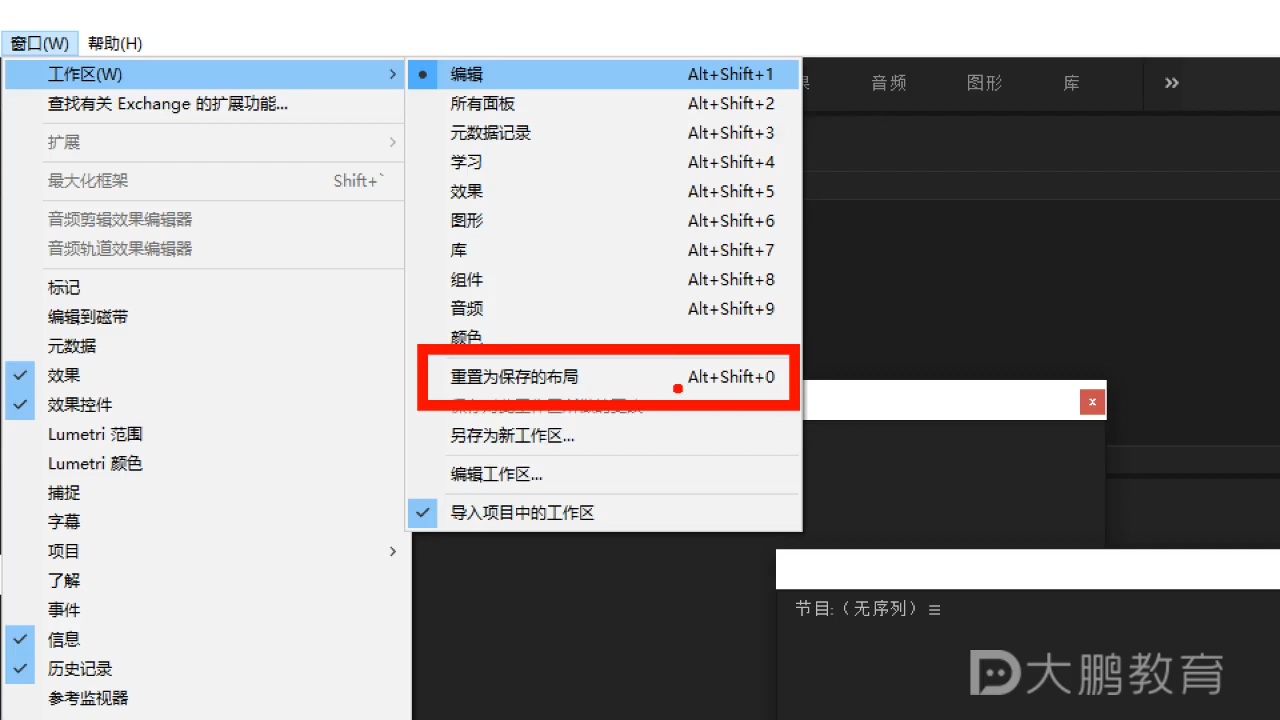 窗口(W) 帮助(H)
工作区(W)
查找有关 Exchange 的扩展功能...
扩展
最大化框架 Shift+`
音频剪辑效果编辑器
音频轨道效果编辑器
标记
编辑到磁带
元数据
效果
效果控件
Lumetri 范围
Lumetri 颜色
捕捉
字幕
项目
了解
事件
信息
历史记录
参考监视器
编辑 Alt+Shift+1
所有面板 Alt+Shift+2
元数据记录 Alt+Shift+3
学习 Alt+Shift+4
效果 Alt+Shift+5
图形 Alt+Shift+6
库 Alt+Shift+7
组件 Alt+Shift+8
音频 Alt+Shift+9
颜色
重置为保存的布局 Alt+Shift+0
另存为新工作区...
编辑工作区...
导入项目中的工作区
音频 图形 库
节目:（无序列）
大鹏教育